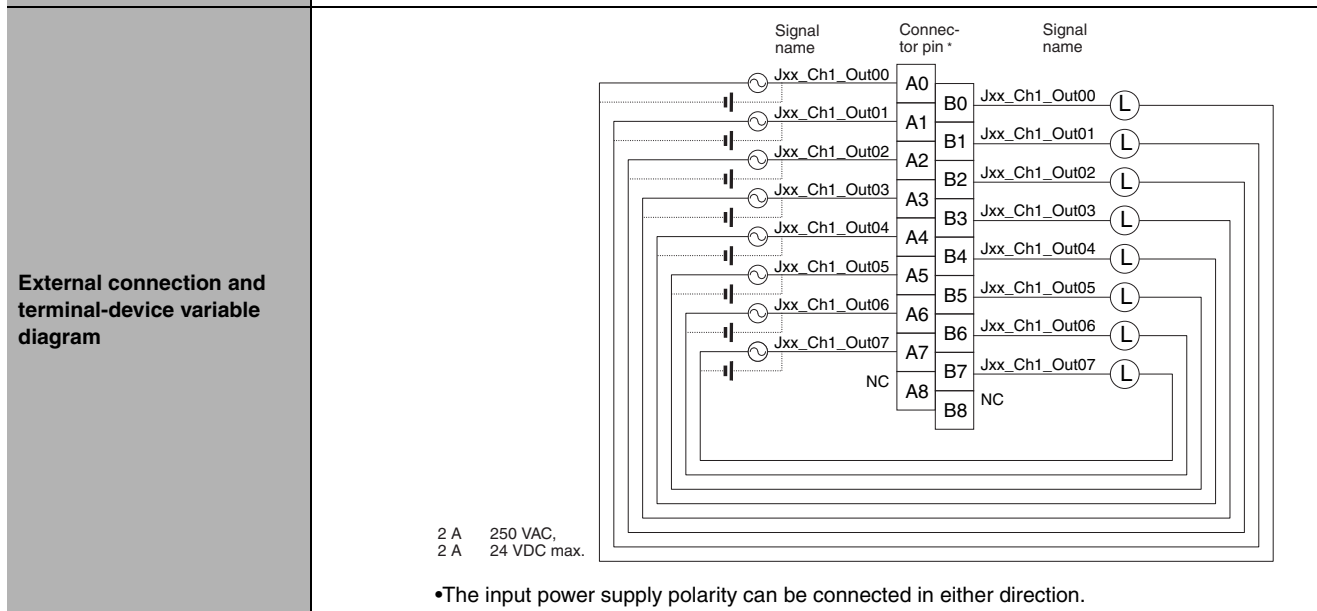 External connection and
terminal-device variable
diagram
Signal
name
Connec-
tor pin *
Signal
name
Jxx_Ch1_Out00
A0
B0
Jxx_Ch1_Out00
L
Jxx_Ch1_Out01
A1
B1
Jxx_Ch1_Out01
L
Jxx_Ch1_Out02
A2
B2
Jxx_Ch1_Out02
L
Jxx_Ch1_Out03
A3
B3
Jxx_Ch1_Out03
L
Jxx_Ch1_Out04
A4
B4
Jxx_Ch1_Out04
L
Jxx_Ch1_Out05
A5
B5
Jxx_Ch1_Out05
L
Jxx_Ch1_Out06
A6
B6
Jxx_Ch1_Out06
L
Jxx_Ch1_Out07
A7
B7
Jxx_Ch1_Out07
L
NC
A8
B8
NC
2 A 250 VAC,
2 A 24 VDC max.
•The input power supply polarity can be connected in either direction.